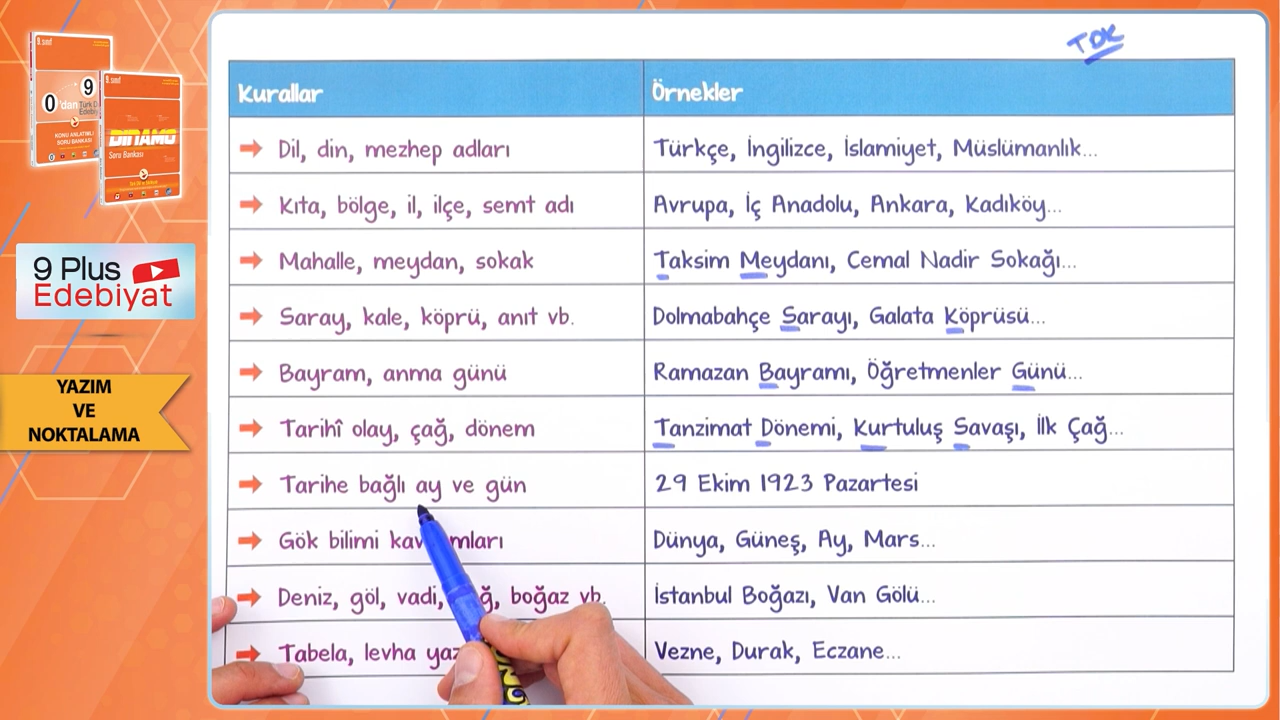 TDK
9. Sınıf
0'dan 9
KONU ANLATIMLI
SORU BANKASI
9. Sınıf
DINAMO
Soru Bankası
9 Plus
Edebiyat
YAZIM
VE
NOKTALAMA
Kurallar Örnekler
Dil, din, mezhep adları Türkçe, İngilizce, İslamiyet, Müslümanlık...
Kıta, bölge, il, ilçe, semt adı Avrupa, İç Anadolu, Ankara, Kadıköy...
Mahalle, meydan, sokak Taksim Meydanı, Cemal Nadir Sokağı...
Saray, kale, köprü, anıt vb. Dolmabahçe Sarayı, Galata Köprüsü...
Bayram, anma günü Ramazan Bayramı, Öğretmenler Günü...
Tarihî olay, çağ, dönem Tanzimat Dönemi, Kurtuluş Savaşı, İlk Çağ...
Tarihe bağlı ay ve gün 29 Ekim 1923 Pazartesi
Gök bilimi Dünya, Güneş, Ay, Mars...
Deniz, göl, vadi, boğaz vb. İstanbul Boğazı, Van Gölü...
Tabela, levha Vezne, Durak, Eczane...